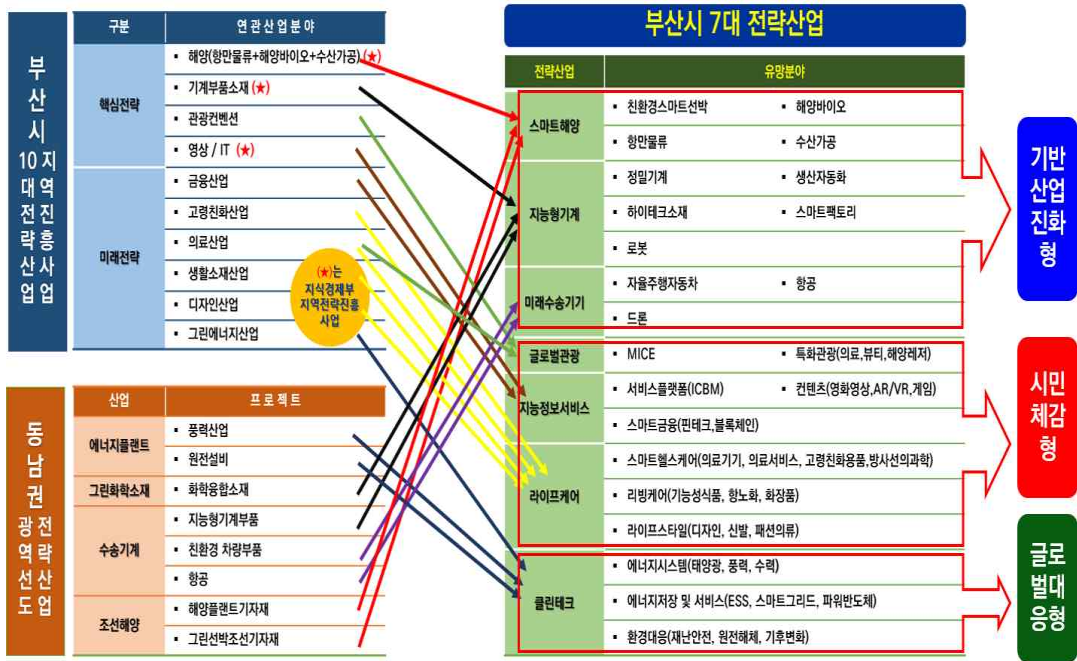 부산시 10대전략산업
지역진흥사업
구분 연관산업분야
핵심전략
▪ 해양(항만물류+해양바이오+수산가공)(★)
▪ 기계부품소재(★)
▪ 관광컨벤션
▪ 영상 / IT (★)
미래전략
▪ 금융산업
▪ 고령친화산업
▪ 의료산업
▪ 생활소재산업
▪ 디자인산업
▪ 그린에너지산업
(★)는
지식경제부
지역전략진흥
사업
동남권 광역선도
전략산업
산업 프로젝트
에너지플랜트
▪ 풍력산업
▪ 원전설비
그린화학소재
▪ 화학융합소재
수송기계
▪ 지능형기계부품
▪ 친환경 차량부품
▪ 항공
조선해양
▪ 해양플랜트기자재
▪ 그린선박조선기자재
부산시 7대 전략산업
전략산업 유망분야
스마트해양
▪ 친환경스마트선박 ▪ 해양바이오
▪ 항만물류 ▪ 수산가공
지능형기계
▪ 정밀기계 ▪ 생산자동화
▪ 하이테크소재 ▪ 스마트팩토리
▪ 로봇
미래수송기기
▪ 자율주행자동차 ▪ 항공
▪ 드론
글로벌관광
▪ MICE ▪ 특화관광(의료,뷰티,해양레저)
지능정보서비스
▪ 서비스플랫폼(ICBM) ▪ 컨텐츠(영화영상,AR/VR,게임)
▪ 스마트금융(핀테크,블록체인)
라이프케어
▪ 스마트헬스케어(의료기기, 의료서비스, 고령친화용품,방사선의과학)
▪ 리빙케어(기능성식품, 항노화, 화장품)
▪ 라이프스타일(디자인, 신발, 패션의류)
클린테크
▪ 에너지시스템(태양광, 풍력, 수력)
▪ 에너지저장 및 서비스(ESS, 스마트그리드, 파워반도체)
▪ 환경대응(재난안전, 원전해체, 기후변화)
기반
산업
진화
형
시민
체감
형
글로
벌대
응형